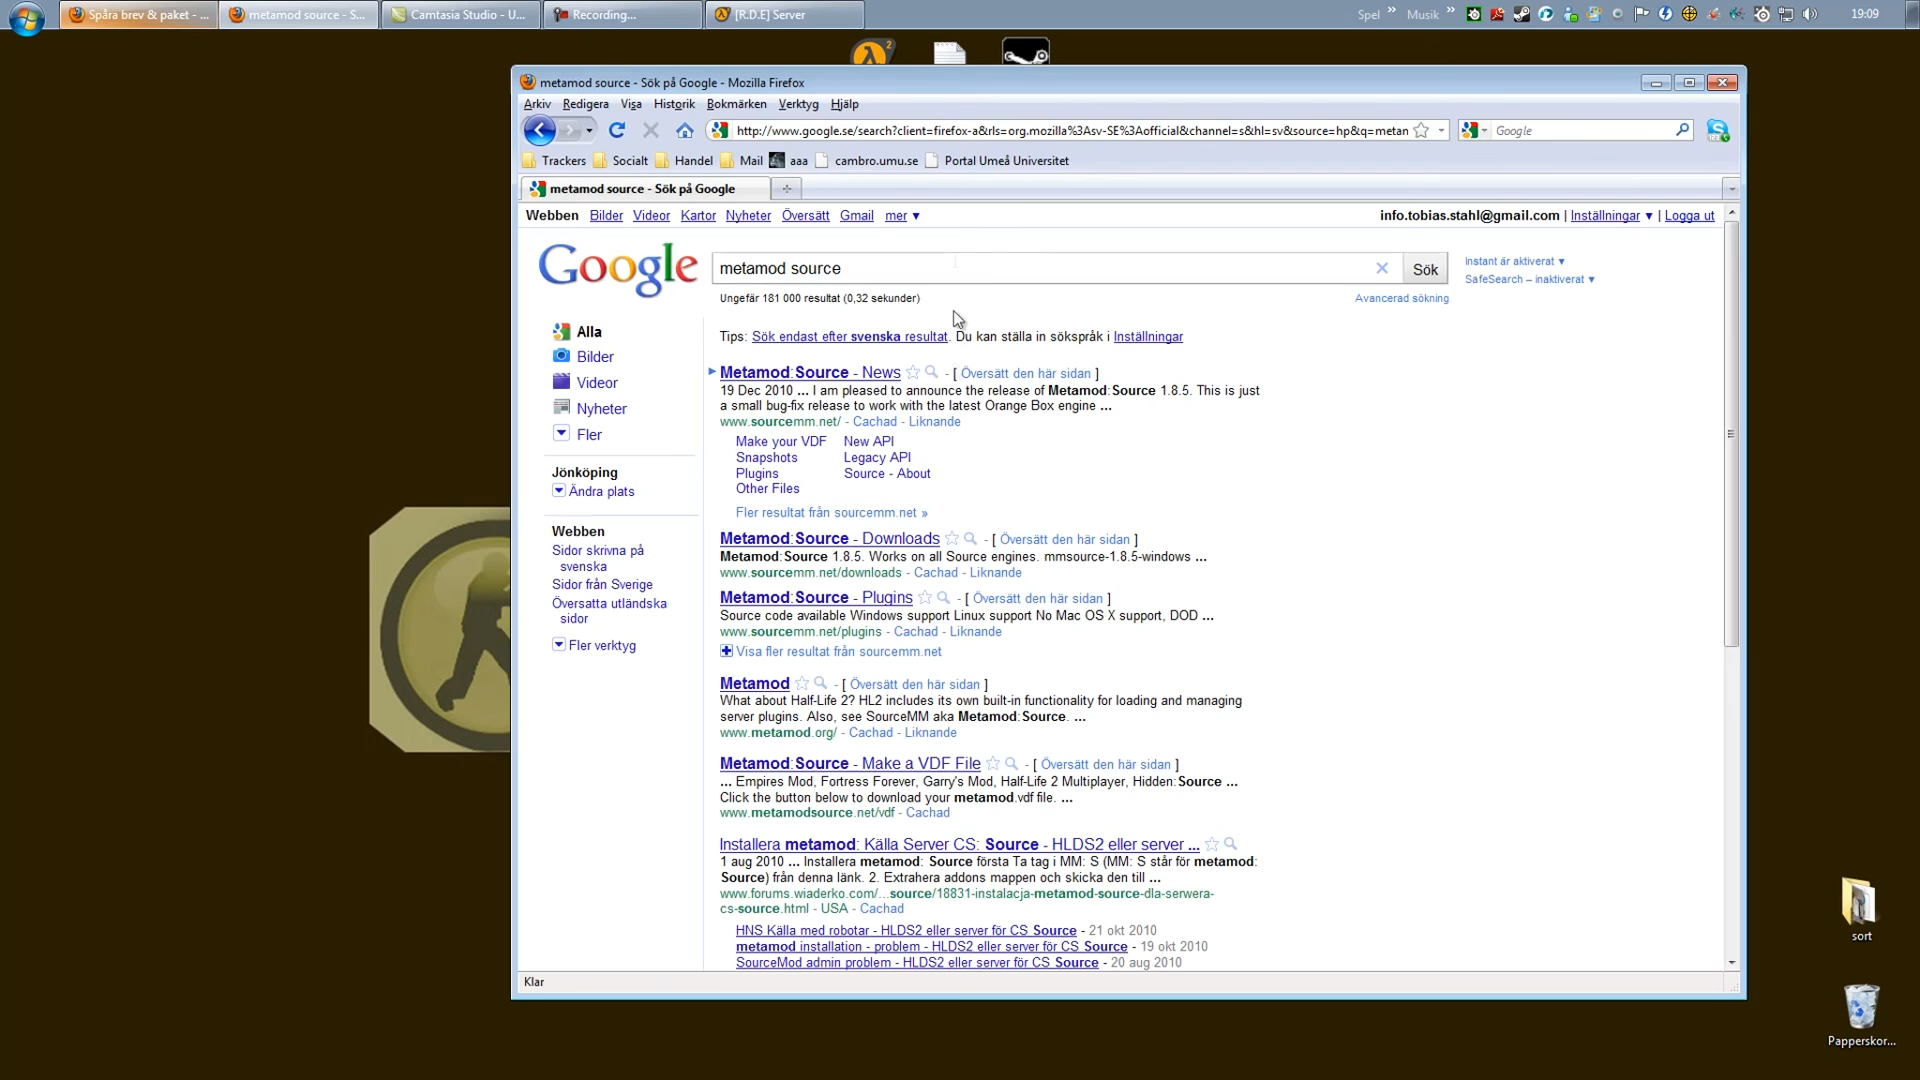 Spåra brev & paket - ...
metamod source - S...
Camtasia Studio - U...
Recording...
[R.D.E] Server
Spel
Musik
19:09
metamod source - Sök på Google - Mozilla Firefox
Arkiv Redigera Visa Historik Bokmärken Verktyg Hjälp
http://www.google.se/search?client=firefox-a&rls=org.mozilla%3Asv-SE%3Aofficial&channel=s&hl=sv&source=hp&q=metan
Google
Trackers Socialt Handel Mail aaa cambro.umu.se Portal Umeå Universitet
metamod source - Sök på Google
Webben Bilder Videor Kartor Nyheter Översätt Gmail mer ▼
info.tobias.stahl@gmail.com | Inställningar ▼ | Logga ut
Google
metamod source
Sök
Instant är aktiverat ▼
SafeSearch – inaktiverat ▼
Ungefär 181 000 resultat (0,32 sekunder)
Avancerad sökning
Alla
Bilder
Videor
Nyheter
Fler
Jönköping
Ändra plats
Webben
Sidor skrivna på
svenska
Sidor från Sverige
Översatta utländska
sidor
Fler verktyg
Tips: Sök endast efter svenska resultat. Du kan ställa in sökspråk i Inställningar
Metamod:Source - News - [ Översätt den här sidan ]
19 Dec 2010 ... I am pleased to announce the release of Metamod:Source 1.8.5. This is just
a small bug-fix release to work with the latest Orange Box engine ...
www.sourcemm.net/ - Cachad - Liknande
Make your VDF New API
Snapshots Legacy API
Plugins Source - About
Other Files
Fler resultat från sourcemm.net »
Metamod:Source - Downloads - [ Översätt den här sidan ]
Metamod:Source 1.8.5. Works on all Source engines. mmsource-1.8.5-windows ...
www.sourcemm.net/downloads - Cachad - Liknande
Metamod:Source - Plugins - [ Översätt den här sidan ]
Source code available Windows support Linux support No Mac OS X support, DOD ...
www.sourcemm.net/plugins - Cachad - Liknande
Visa fler resultat från sourcemm.net
Metamod - [ Översätt den här sidan ]
What about Half-Life 2? HL2 includes its own built-in functionality for loading and managing
server plugins. Also, see SourceMM aka Metamod:Source. ...
www.metamod.org/ - Cachad - Liknande
Metamod:Source - Make a VDF File - [ Översätt den här sidan ]
... Empires Mod, Fortress Forever, Garry's Mod, Half-Life 2 Multiplayer, Hidden:Source ...
Click the button below to download your metamod.vdf file. ...
www.metamodsource.net/vdf - Cachad
Installera metamod: Källa Server CS: Source - HLDS2 eller server ...
1 aug 2010 ... Installera metamod: Source första Ta tag i MM: S (MM: S står för metamod:
Source) från denna länk. 2. Extrahera addons mappen och skicka den till ...
www.forums.wiaderko.com/...source/18831-instalacja-metamod-source-dla-serwera-
cs-source.html - USA - Cachad
HNS Källa med robotar - HLDS2 eller server för CS Source - 21 okt 2010
metamod installation - problem - HLDS2 eller server för CS Source - 19 okt 2010
SourceMod admin problem - HLDS2 eller server för CS Source - 20 aug 2010
Klar
sort
Papperskor...